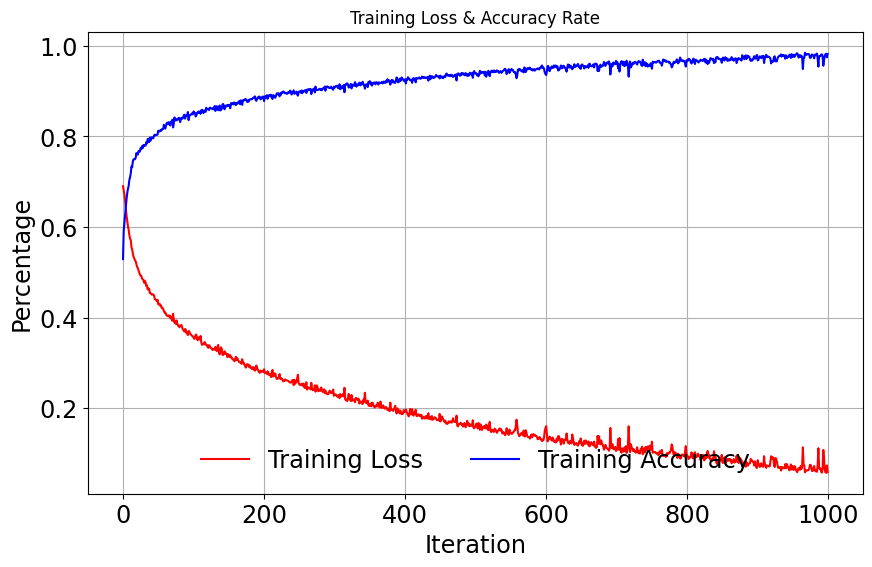 Training Loss & Accuracy Rate
1.0
0.8
0.6
0.4
0.2
Percentage
Training Loss
Training Accuracy
0 200 400 600 800 1000
Iteration